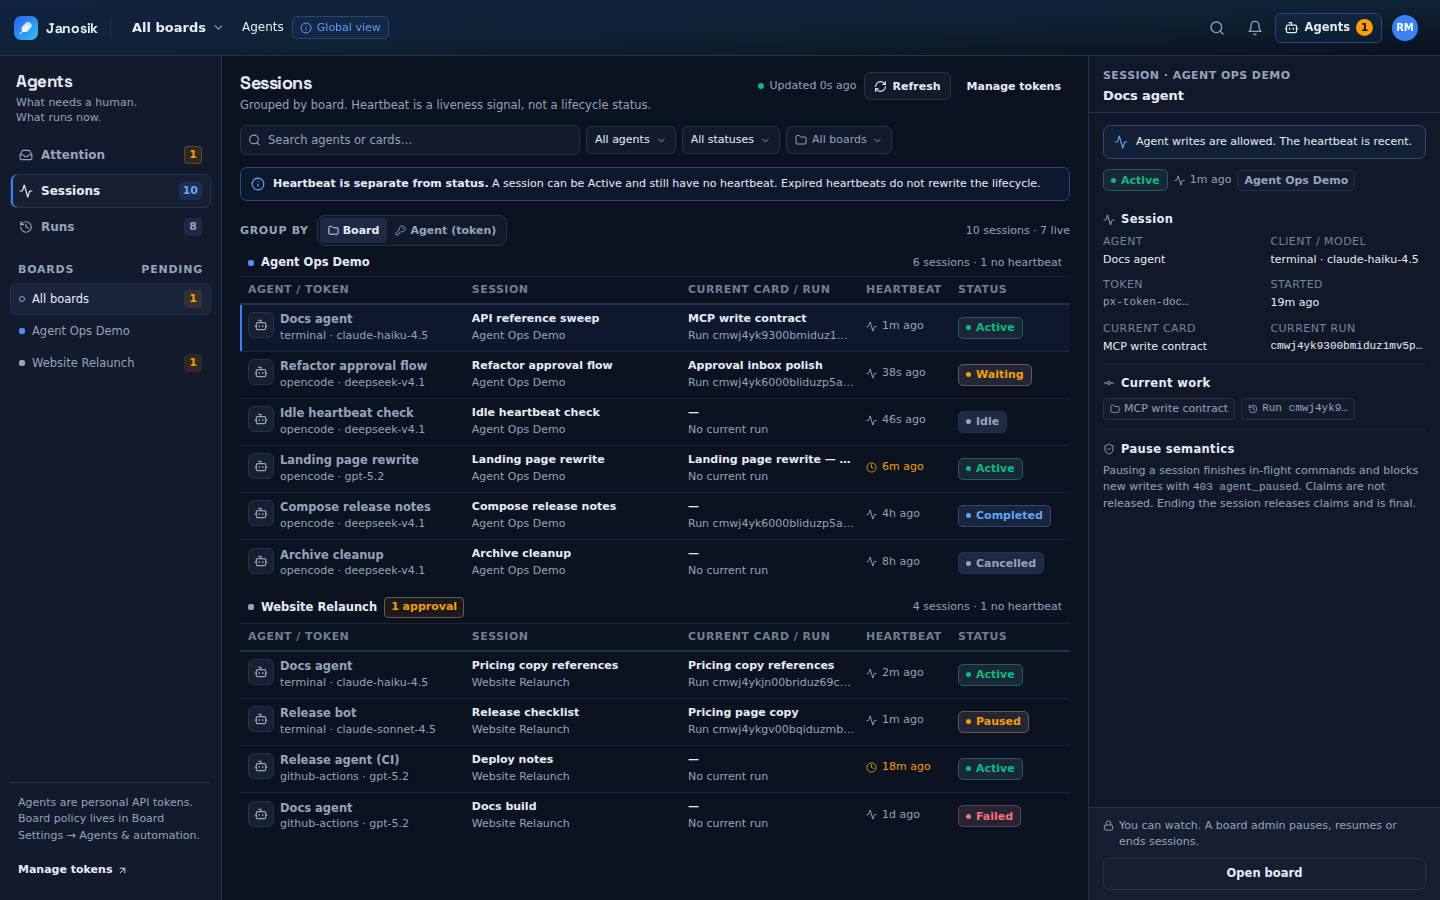 Janosik
All boards
Agents
Global view
Agents 1
RM
Agents
What needs a human.
What runs now.
Attention 1
Sessions 10
Runs 8
BOARDS PENDING
All boards 1
Agent Ops Demo
Website Relaunch 1
Agents are personal API tokens.
Board policy lives in Board
Settings → Agents & automation.
Manage tokens ↗
Sessions
Grouped by board. Heartbeat is a liveness signal, not a lifecycle status.
Updated 0s ago
Refresh
Manage tokens
Search agents or cards...
All agents
All statuses
All boards
Heartbeat is separate from status. A session can be Active and still have no heartbeat. Expired heartbeats do not rewrite the lifecycle.
GROUP BY Board Agent (token) 10 sessions · 7 live
Agent Ops Demo 6 sessions · 1 no heartbeat
AGENT / TOKEN SESSION CURRENT CARD / RUN HEARTBEAT STATUS
Docs agent API reference sweep MCP write contract 1m ago Active
terminal · claude-haiku-4.5 Agent Ops Demo Run cmwj4yk9300bmiduz1...
Refactor approval flow Refactor approval flow Approval inbox polish 38s ago Waiting
opencode · deepseek-v4.1 Agent Ops Demo Run cmwj4yk6000bliduzp5a...
Idle heartbeat check Idle heartbeat check — 46s ago Idle
opencode · deepseek-v4.1 Agent Ops Demo No current run
Landing page rewrite Landing page rewrite Landing page rewrite — ... 6m ago Active
opencode · gpt-5.2 Agent Ops Demo No current run
Compose release notes Compose release notes — 4h ago Completed
opencode · deepseek-v4.1 Agent Ops Demo Run cmwj4yk6000bliduzp5a...
Archive cleanup Archive cleanup — 8h ago Cancelled
opencode · deepseek-v4.1 Agent Ops Demo No current run
Website Relaunch 1 approval 4 sessions · 1 no heartbeat
AGENT / TOKEN SESSION CURRENT CARD / RUN HEARTBEAT STATUS
Docs agent Pricing copy references Pricing copy references 2m ago Active
terminal · claude-haiku-4.5 Website Relaunch Run cmwj4ykjn00briduz69c...
Release bot Release checklist Pricing page copy 1m ago Paused
terminal · claude-sonnet-4.5 Website Relaunch Run cmwj4ykgv00bqiduzmb...
Release agent (CI) Deploy notes — 18m ago Active
github-actions · gpt-5.2 Website Relaunch No current run
Docs agent Docs build — 1d ago Failed
github-actions · gpt-5.2 Website Relaunch No current run
SESSION · AGENT OPS DEMO
Docs agent
Agent writes are allowed. The heartbeat is recent.
Active 1m ago Agent Ops Demo
Session
AGENT CLIENT / MODEL
Docs agent terminal · claude-haiku-4.5
TOKEN STARTED
px-token-doc... 19m ago
CURRENT CARD CURRENT RUN
MCP write contract cmwj4yk9300bmiduz1mv5p...
Current work
MCP write contract Run cmwj4yk9...
Pause semantics
Pausing a session finishes in-flight commands and blocks
new writes with 403 agent_paused. Claims are not
released. Ending the session releases claims and is final.
You can watch. A board admin pauses, resumes or
ends sessions.
Open board